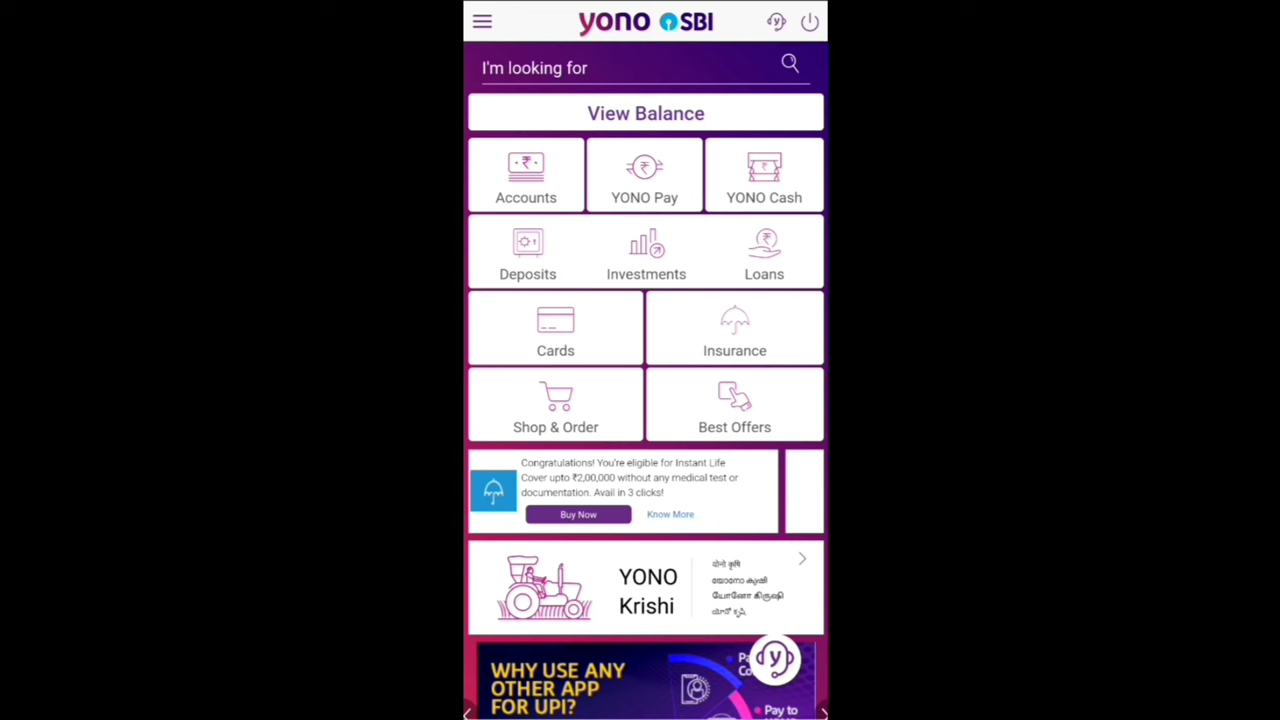 yono SBI
I'm looking for
View Balance
Accounts
YONO Pay
YONO Cash
Deposits
Investments
Loans
Cards
Insurance
Shop & Order
Best Offers
Congratulations! You're eligible for Instant Life
Cover upto ₹2,00,000 without any medical test or
documentation. Avail in 3 clicks!
Buy Now
Know More
YONO
Krishi
योनो कृषि
യോനോ കൃഷി
யோனோ கிருஷி
యోనో కృషి
WHY USE ANY
OTHER APP
FOR UPI?
Pay to